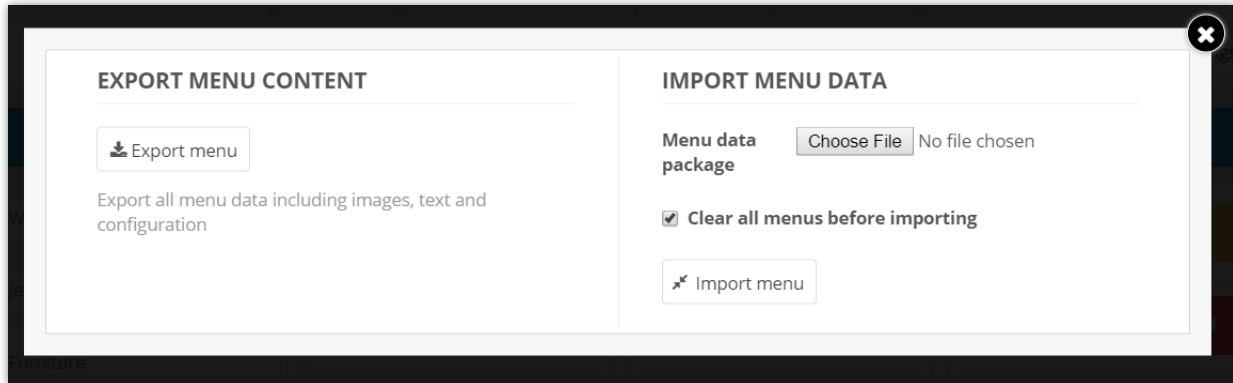 EXPORT MENU CONTENT
Export menu
Export all menu data including images, text and
configuration
IMPORT MENU DATA
Menu data
package
Choose File No file chosen
Clear all menus before importing
Import menu
Furniture